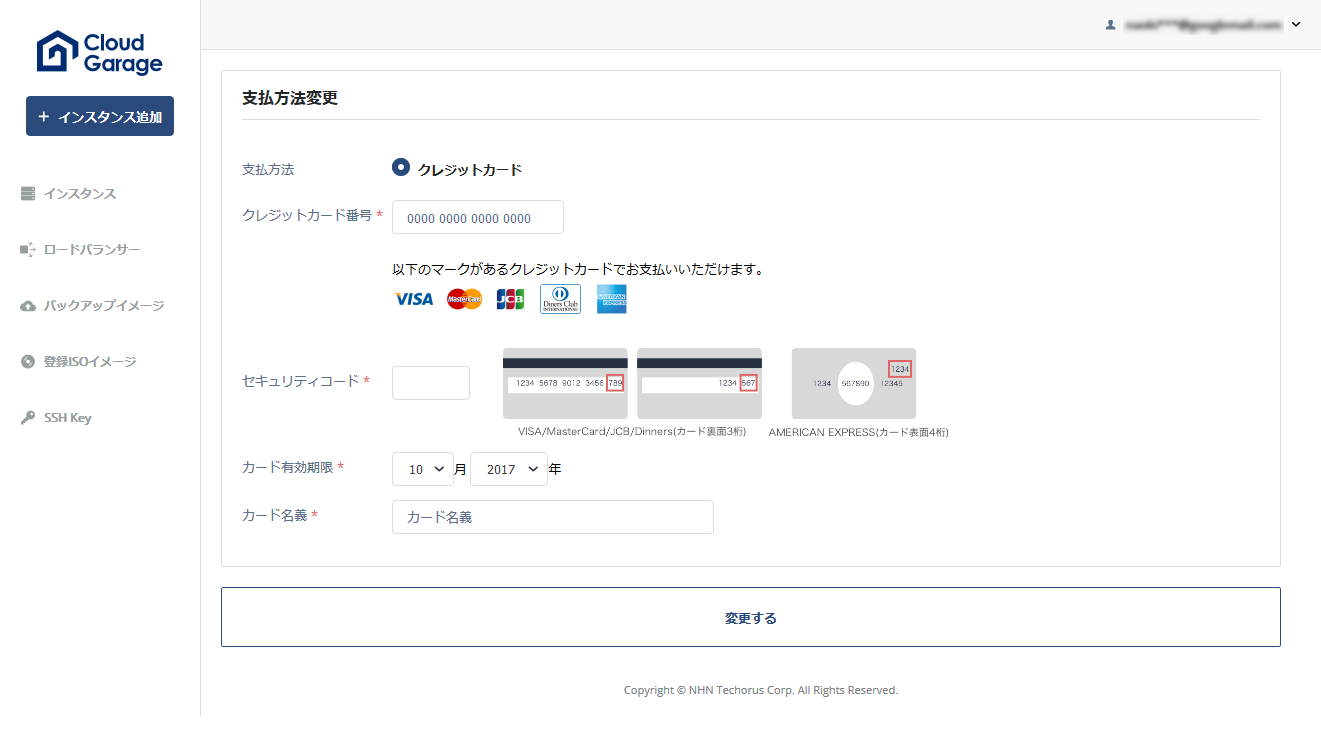 Cloud
Garage
+ インスタンス追加
インスタンス
ロードバランサー
バックアップイメージ
登録ISOイメージ
SSH Key
支払方法変更
支払方法
クレジットカード
クレジットカード番号 *
0000 0000 0000 0000
以下のマークがあるクレジットカードでお支払いいただけます。
VISA
MasterCard
JCB
Diners Club
INTERNATIONAL
AMERICAN
EXPRESS
セキュリティコード *
1234 5678 9012 3456 789
1234 567
1234
1234 567890 12345
VISA/MasterCard/JCB/Dinners(カード裏面3桁)
AMERICAN EXPRESS(カード表面4桁)
カード有効期限 *
10 月 2017 年
カード名義 *
カード名義
変更する
Copyright © NHN Techorus Corp. All Rights Reserved.